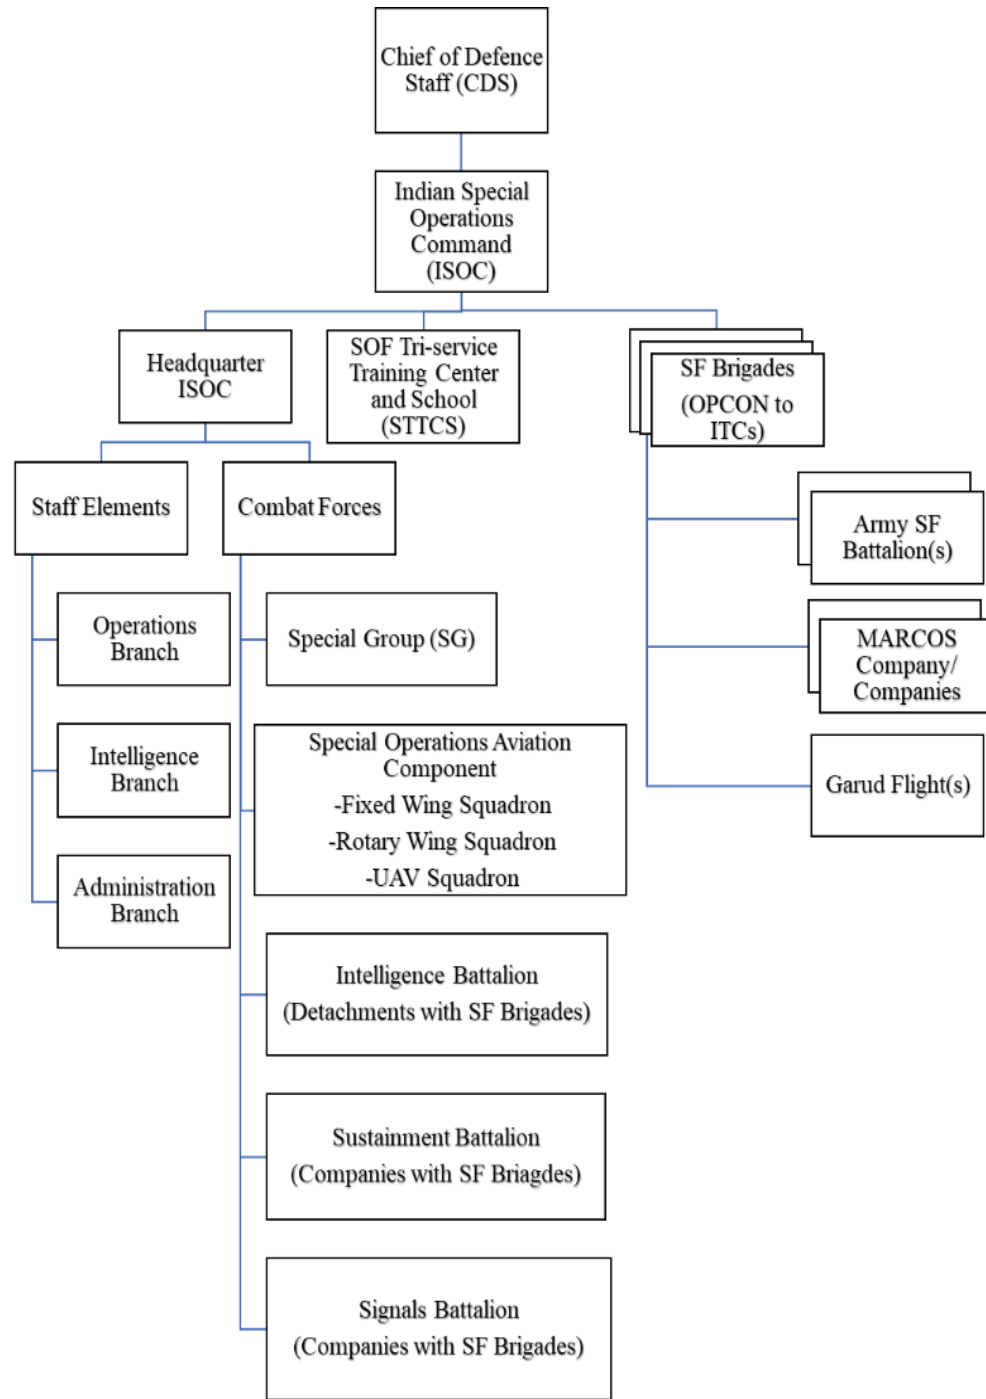 Chief of Defence
Staff (CDS)
Indian Special
Operations
Command
(ISOC)
Headquarter
ISOC
SOF Tri-service
Training Center
and School
(STTCS)
SF Brigades
(OPCON to
ITCs)
Staff Elements
Combat Forces
Operations
Branch
Intelligence
Branch
Administration
Branch
Special Group (SG)
Special Operations Aviation
Component
-Fixed Wing Squadron
-Rotary Wing Squadron
-UAV Squadron
Intelligence Battalion
(Detachments with SF Brigades)
Sustainment Battalion
(Companies with SF Briagdes)
Signals Battalion
(Companies with SF Brigades)
Army SF
Battalion(s)
MARCOS
Company/
Companies
Garud Flight(s)